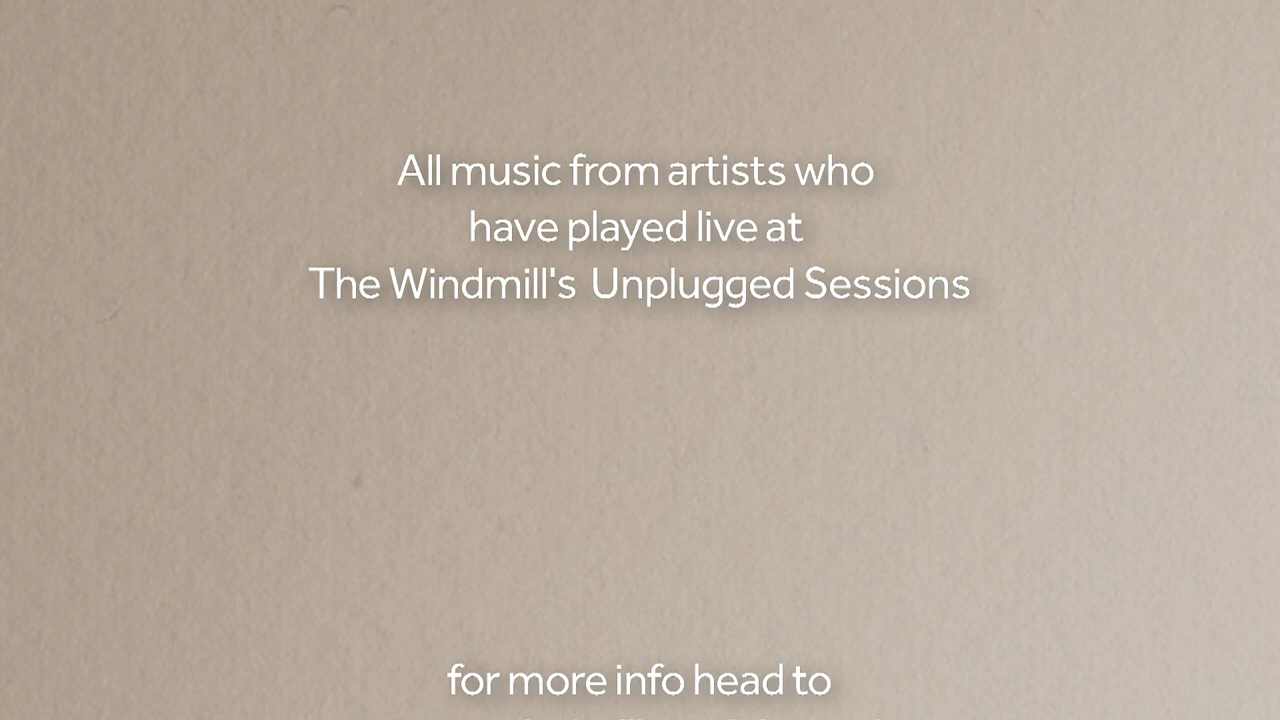 All music from artists who
have played live at
The Windmill's  Unplugged Sessions
for more info head to